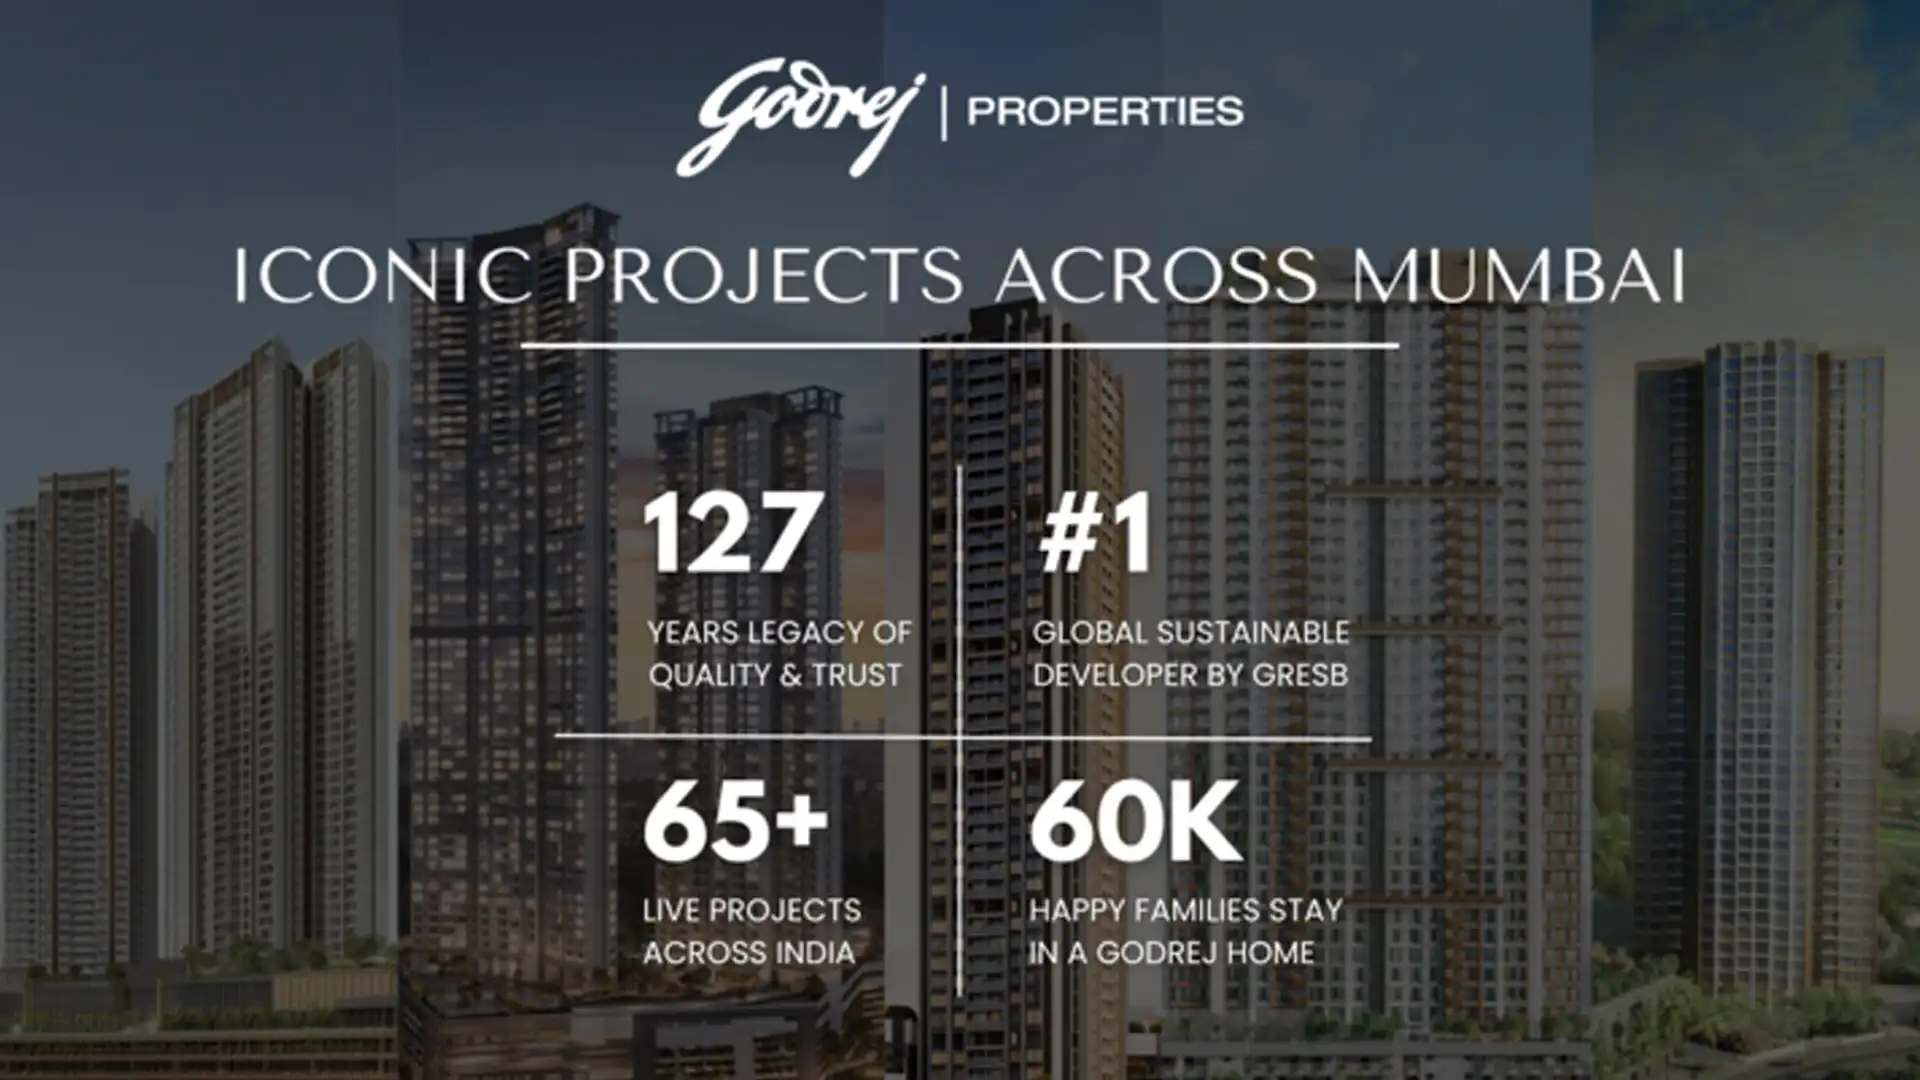 Godrej | PROPERTIES
ICONIC PROJECTS ACROSS MUMBAI
127
YEARS LEGACY OF
QUALITY & TRUST
#1
GLOBAL SUSTAINABLE
DEVELOPER BY GRESB
65+
LIVE PROJECTS
ACROSS INDIA
60K
HAPPY FAMILIES STAY
IN A GODREJ HOME